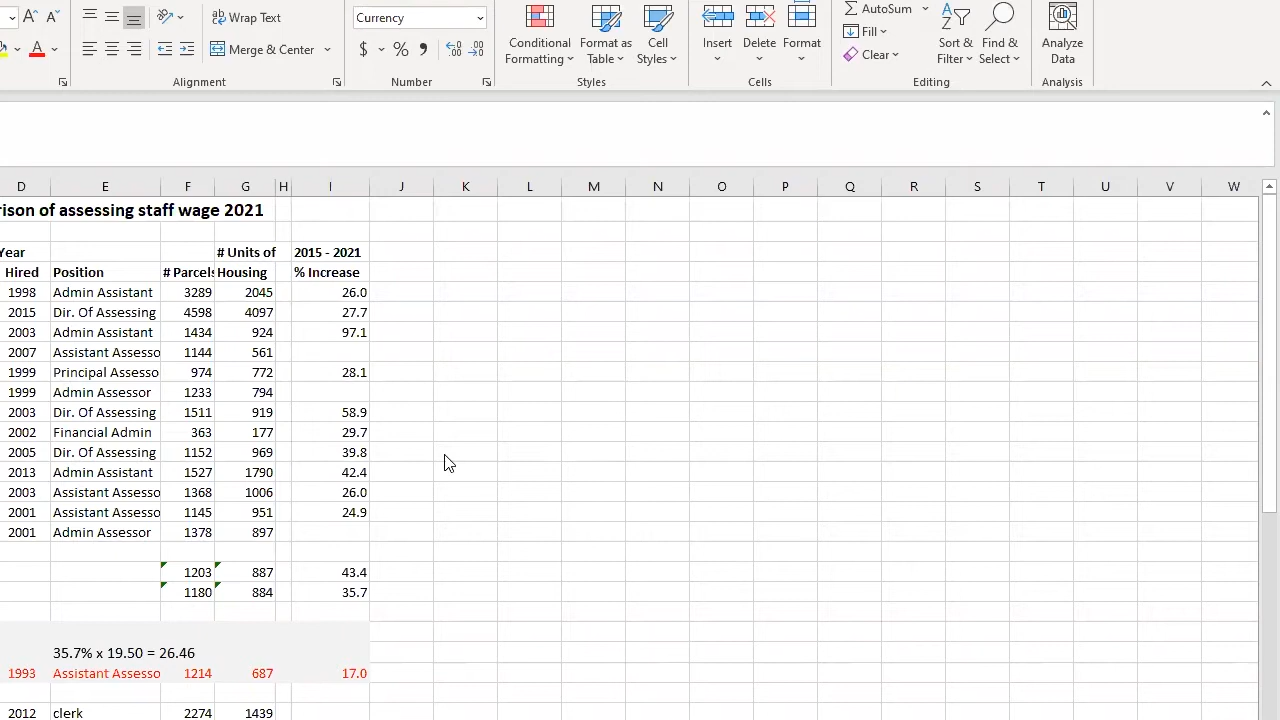 Wrap Text
Currency
AutoSum
Merge & Center
$ % ,
Conditional Formatting
Format as Table
Cell Styles
Insert
Delete
Format
Fill
Clear
Sort & Filter
Find & Select
Analyze Data
Alignment
Number
Styles
Cells
Editing
Analysis
D E F G H I J K L M N O P Q R S T U V W
rison of assessing staff wage 2021
Year # Units of 2015 - 2021
Hired Position # Parcels Housing % Increase
1998 Admin Assistant 3289 2045 26.0
2015 Dir. Of Assessing 4598 4097 27.7
2003 Admin Assistant 1434 924 97.1
2007 Assistant Assesso 1144 561
1999 Principal Assesso 974 772 28.1
1999 Admin Assessor 1233 794
2003 Dir. Of Assessing 1511 919 58.9
2002 Financial Admin 363 177 29.7
2005 Dir. Of Assessing 1152 969 39.8
2013 Admin Assistant 1527 1790 42.4
2003 Assistant Assesso 1368 1006 26.0
2001 Assistant Assesso 1145 951 24.9
2001 Admin Assessor 1378 897
1203 887 43.4
1180 884 35.7
35.7% x 19.50 = 26.46
1993 Assistant Assesso 1214 687 17.0
2012 clerk 2274 1439